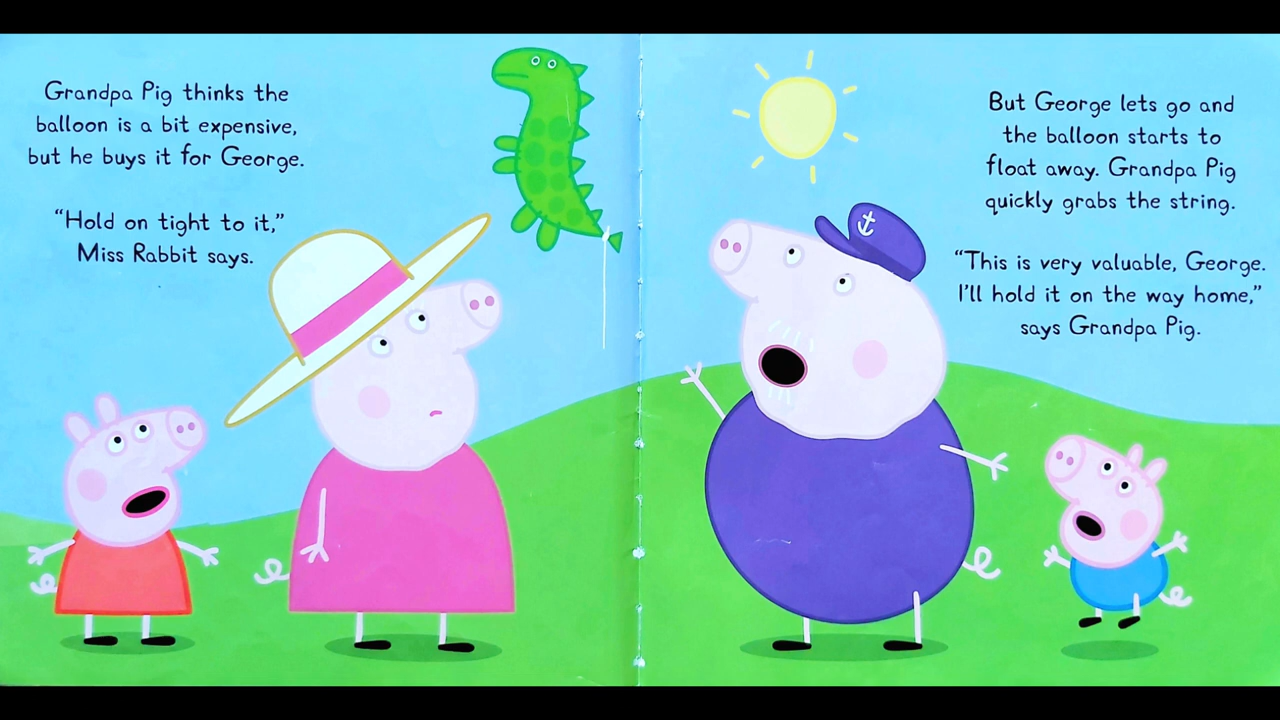 Grandpa Pig thinks the
balloon is a bit expensive,
but he buys it for George.
“Hold on tight to it,”
Miss Rabbit says.
But George lets go and
the balloon starts to
float away. Grandpa Pig
quickly grabs the string.
“This is very valuable, George.
I’ll hold it on the way home,”
says Grandpa Pig.